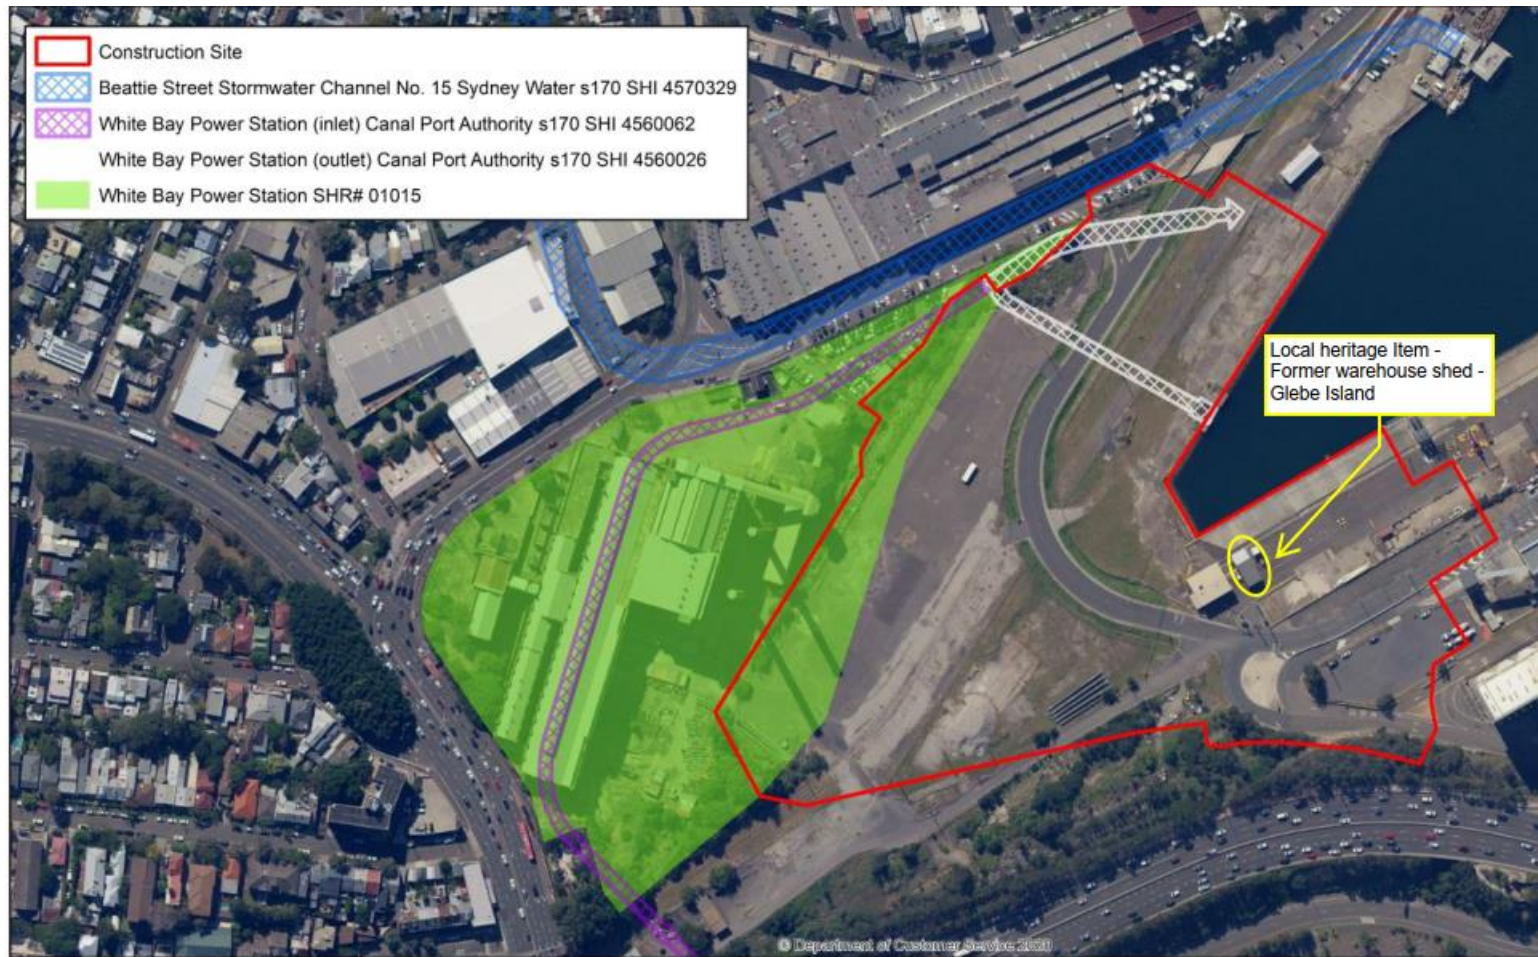 Construction Site
Beattie Street Stormwater Channel No. 15 Sydney Water s170 SHI 4570329
White Bay Power Station (inlet) Canal Port Authority s170 SHI 4560062
White Bay Power Station (outlet) Canal Port Authority s170 SHI 4560026
White Bay Power Station SHR# 01015
Local heritage Item -
Former warehouse shed -
Glebe Island
© Department of Customer Service 2020